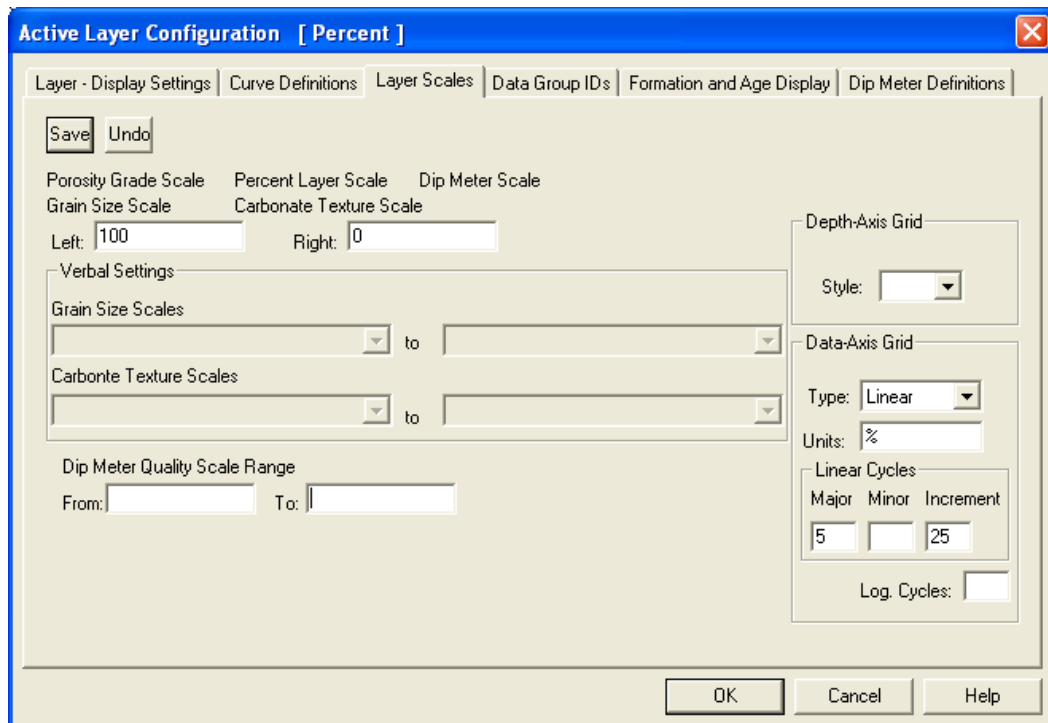 Active Layer Configuration [ Percent ]
Layer - Display Settings Curve Definitions Layer Scales Data Group IDs Formation and Age Display Dip Meter Definitions
Save Undo
Porosity Grade Scale Percent Layer Scale Dip Meter Scale
Grain Size Scale Carbonate Texture Scale
Left: 100 Right: 0
Verbal Settings
Grain Size Scales
to
Carbonte Texture Scales
to
Dip Meter Quality Scale Range
From: To:
Depth-Axis Grid
Style:
Data-Axis Grid
Type: Linear
Units: %
Linear Cycles
Major Minor Increment
5 25
Log. Cycles:
OK Cancel Help